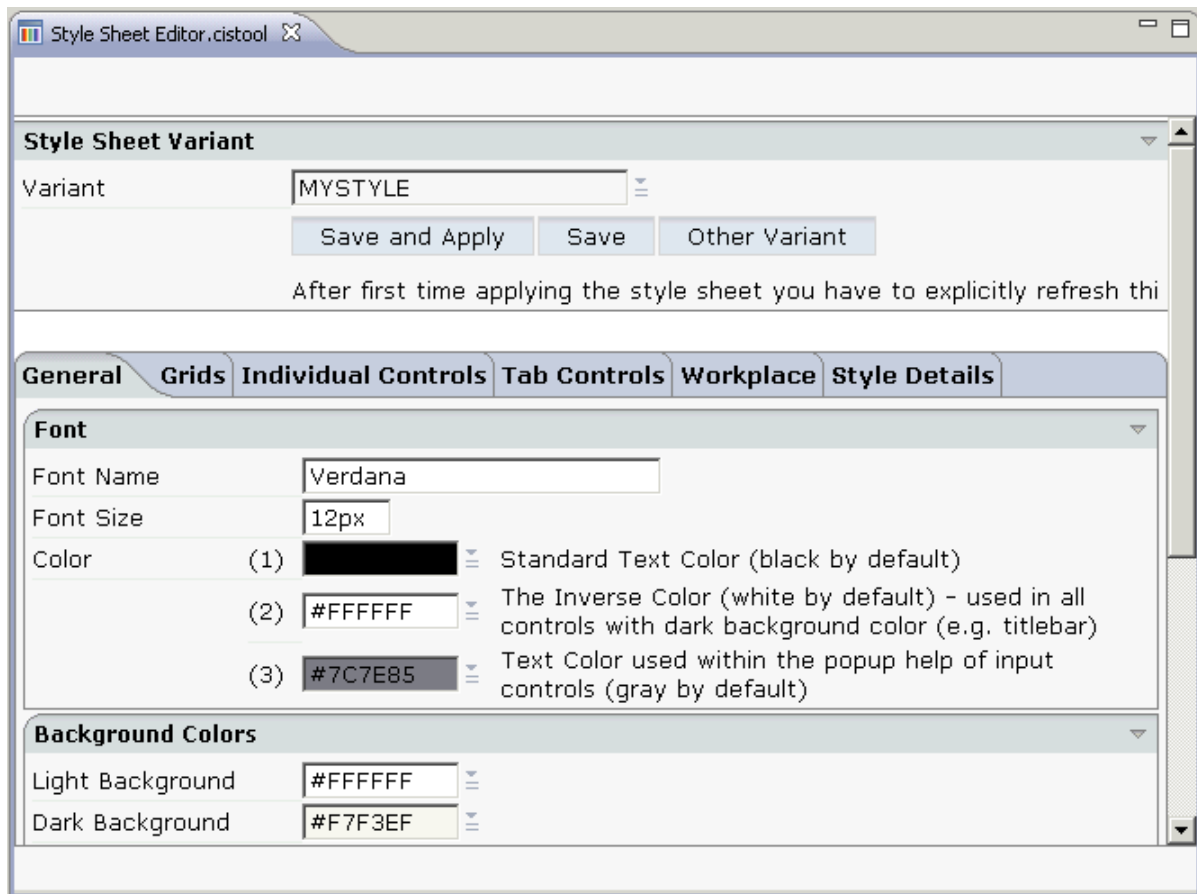 Style Sheet Editor.cistool
Style Sheet Variant
Variant MYSTYLE
Save and Apply Save Other Variant
After first time applying the style sheet you have to explicitly refresh thi
General Grids Individual Controls Tab Controls Workplace Style Details
Font
Font Name Verdana
Font Size 12px
Color (1) Standard Text Color (black by default)
(2) #FFFFFF The Inverse Color (white by default) - used in all
controls with dark background color (e.g. titlebar)
(3) #7C7E85 Text Color used within the popup help of input
controls (gray by default)
Background Colors
Light Background #FFFFFF
Dark Background #F7F3EF